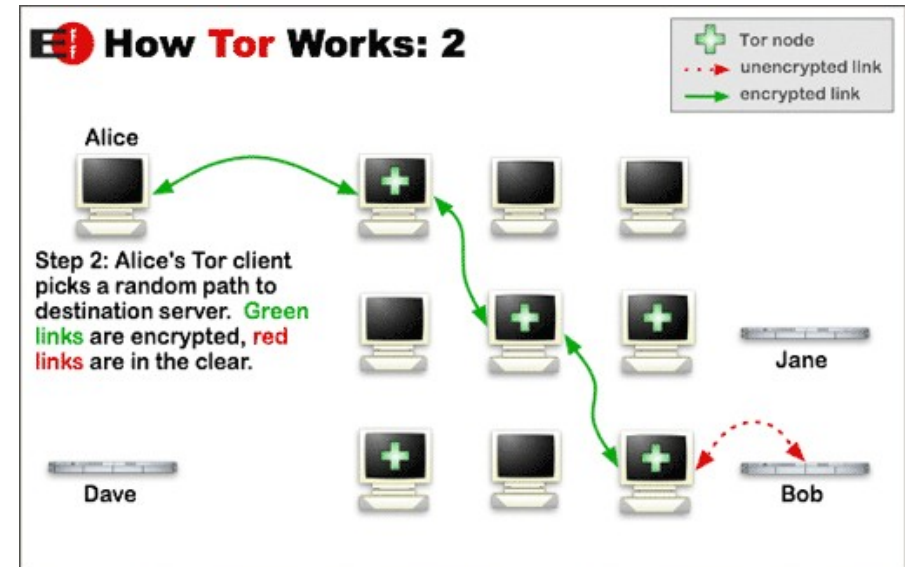 EFF How Tor Works: 2
Tor node
unencrypted link
encrypted link
Alice
Step 2: Alice's Tor client
picks a random path to
destination server. Green
links are encrypted, red
links are in the clear.
Jane
Dave
Bob